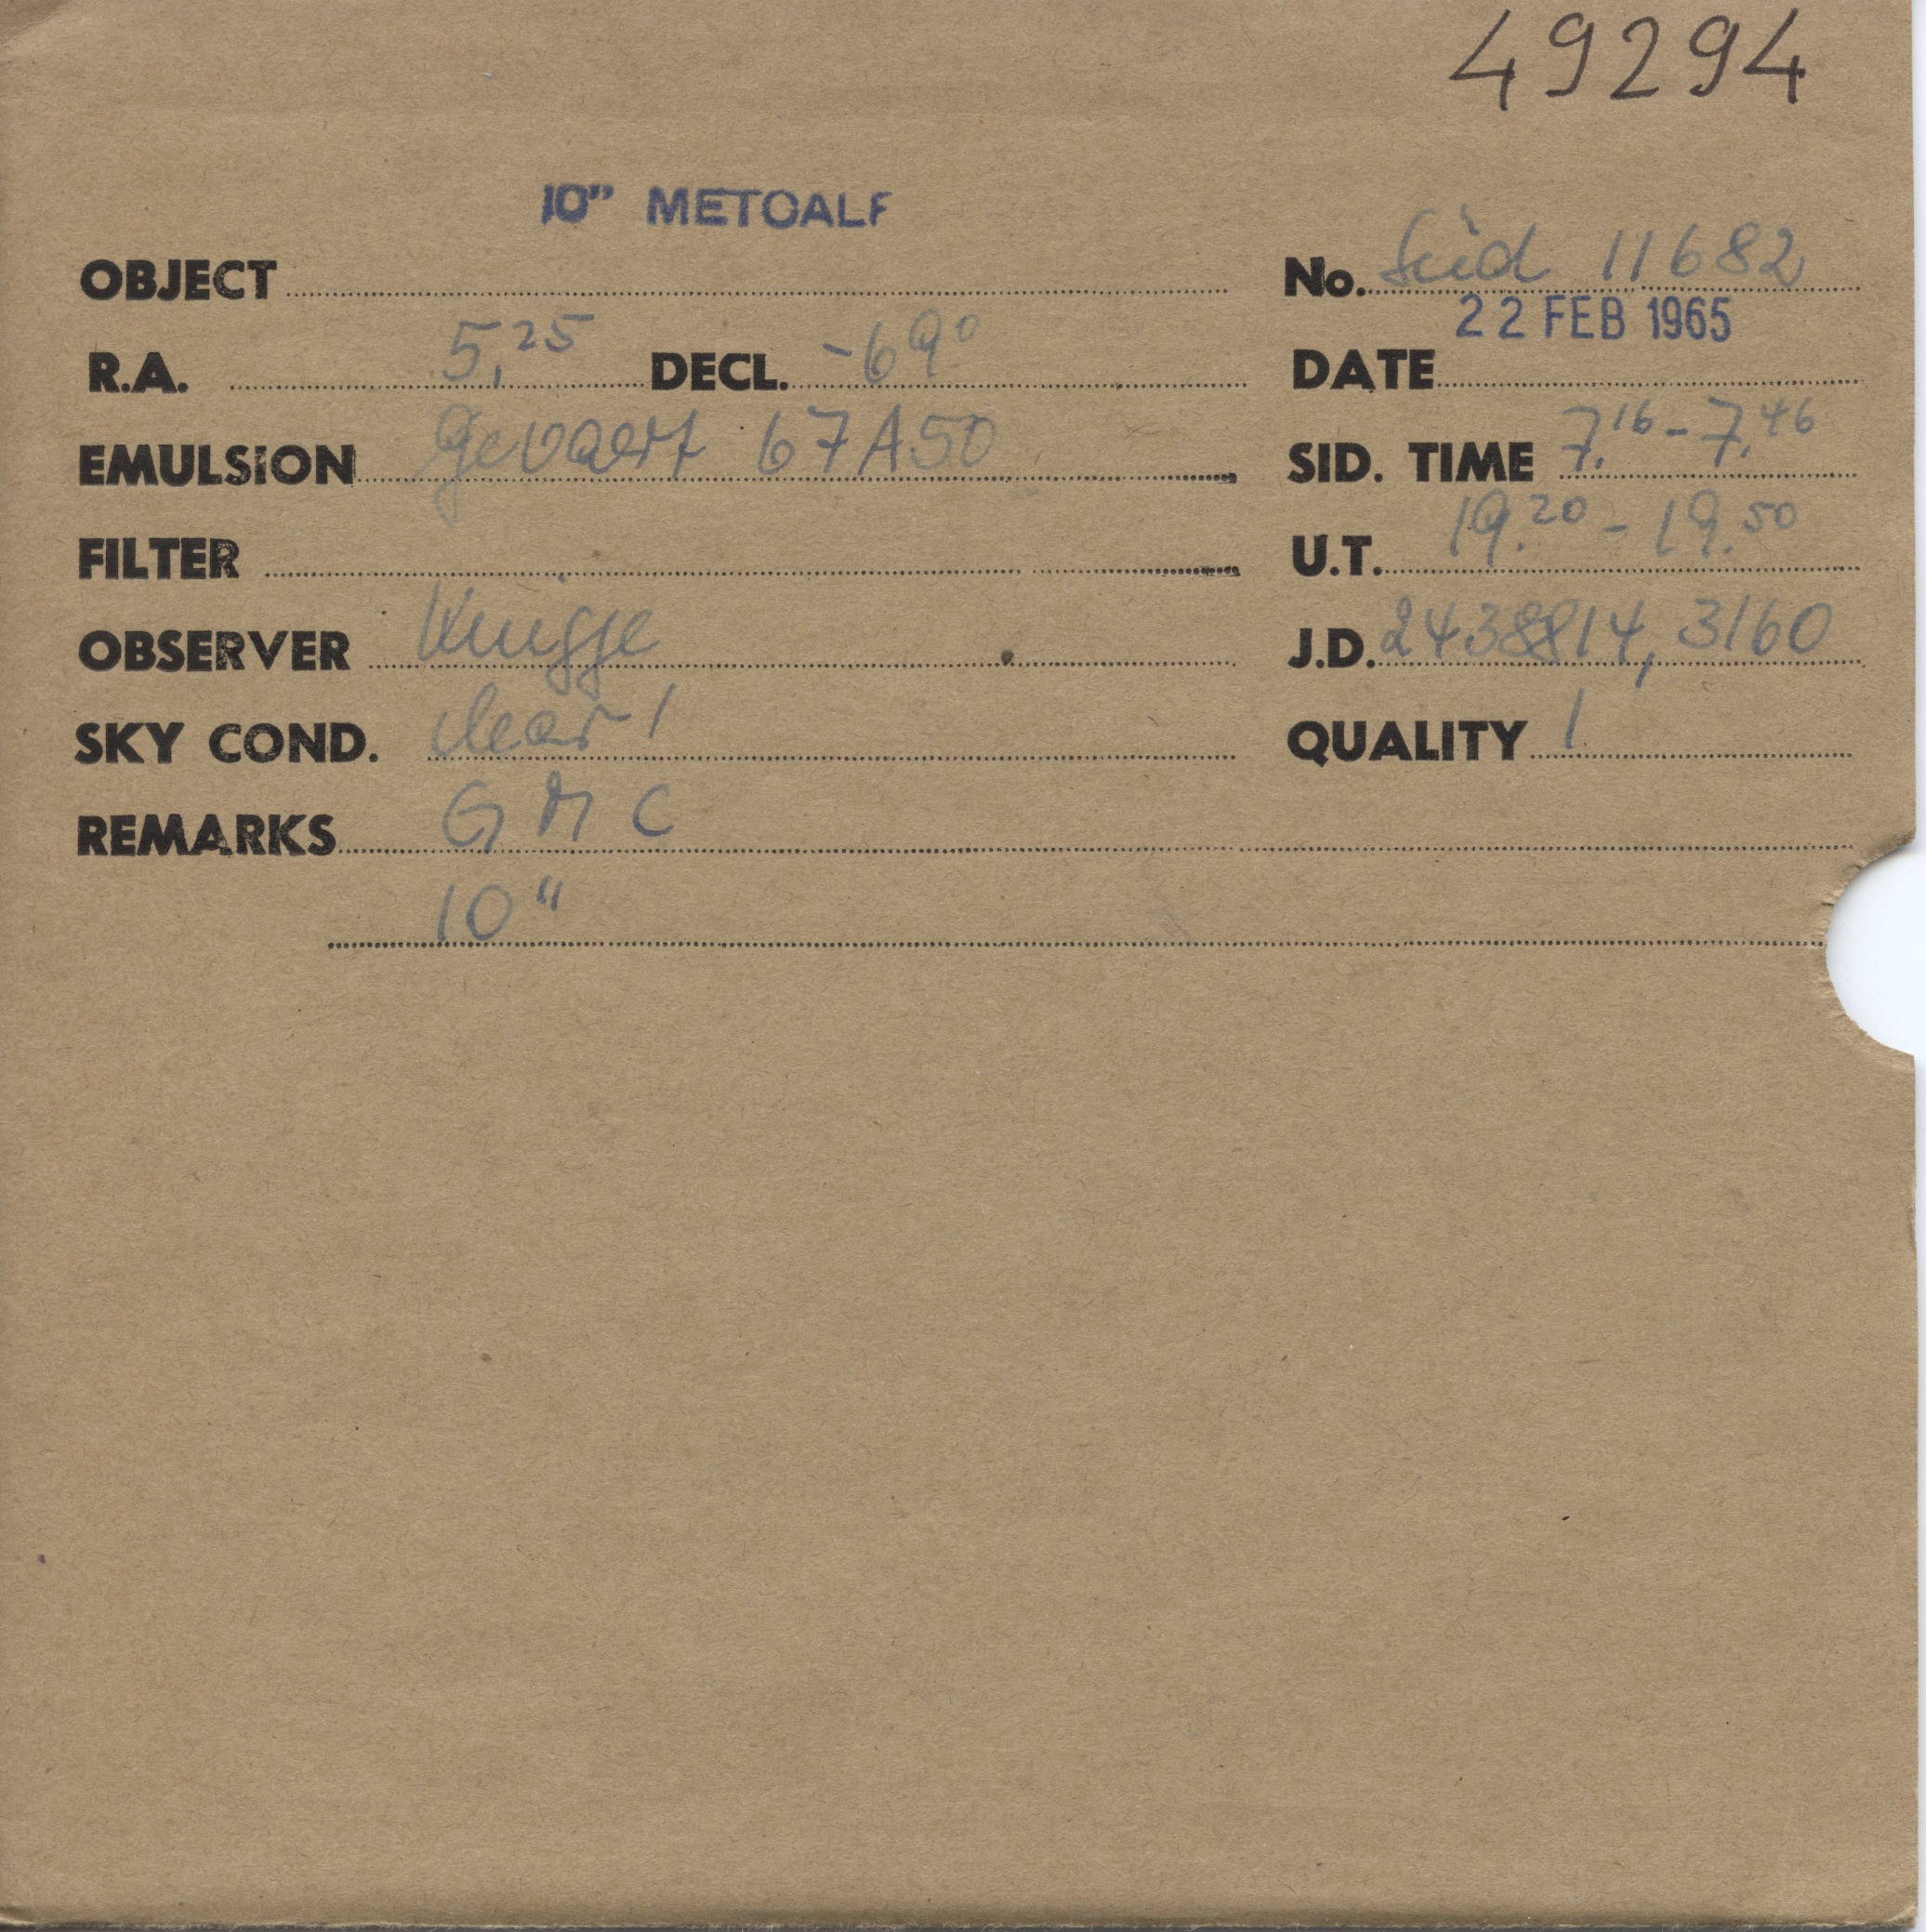 49294
10" METCALF
OBJECT No. Süd 11682
22 FEB 1965
R.A. 5,25 DECL. -69° DATE
EMULSION Gevaert 67A50 SID. TIME 7.16 - 7.46
FILTER U.T. 19.20 - 19.50
OBSERVER Knigge J.D. 2438814,3160
SKY COND. clear 1 QUALITY 1
REMARKS G M C
10"